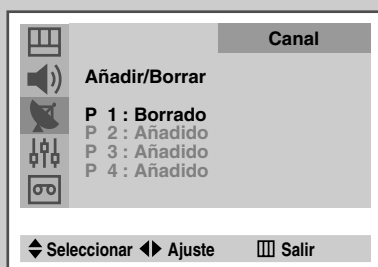 Canal
Añadir/Borrar
P 1 : Borrado
P 2 : Añadido
P 3 : Añadido
P 4 : Añadido
Seleccionar Ajuste Salir